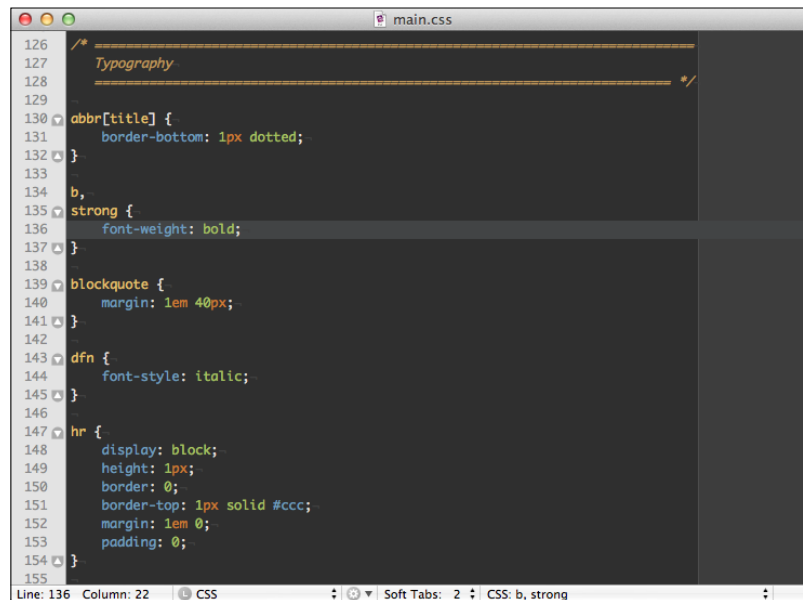 main.css
126 /* ==========================================================================
127    Typography
128    ========================================================================== */
129
130 abbr[title] {
131     border-bottom: 1px dotted;
132 }
133
134 b,
135 strong {
136     font-weight: bold;
137 }
138
139 blockquote {
140     margin: 1em 40px;
141 }
142
143 dfn {
144     font-style: italic;
145 }
146
147 hr {
148     display: block;
149     height: 1px;
150     border: 0;
151     border-top: 1px solid #ccc;
152     margin: 1em 0;
153     padding: 0;
154 }
155
Line: 136 Column: 22 L CSS Soft Tabs: 2 CSS: b, strong